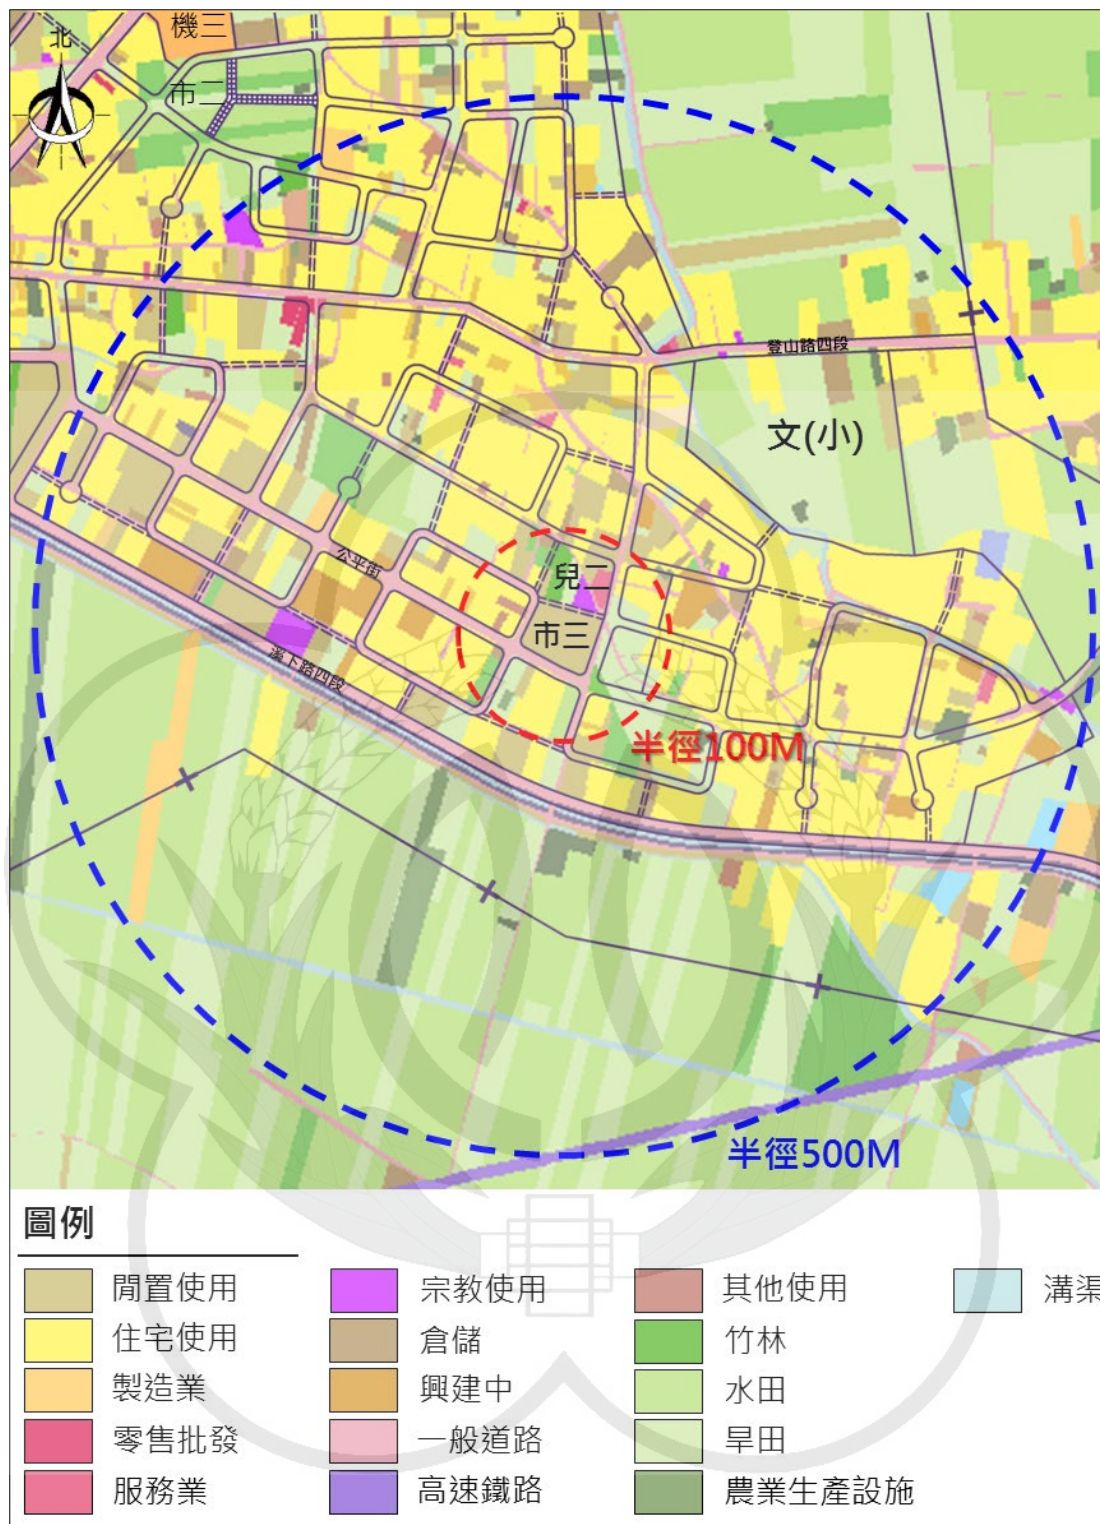 機三
北
市二
登山路四段
文(小)
公平街
兒二
市三
溪下路四段
半徑100M
半徑500M
圖例
閒置使用 宗教使用 其他使用 溝渠
住宅使用 倉儲 竹林
製造業 興建中 水田
零售批發 一般道路 旱田
服務業 高速鐵路 農業生產設施